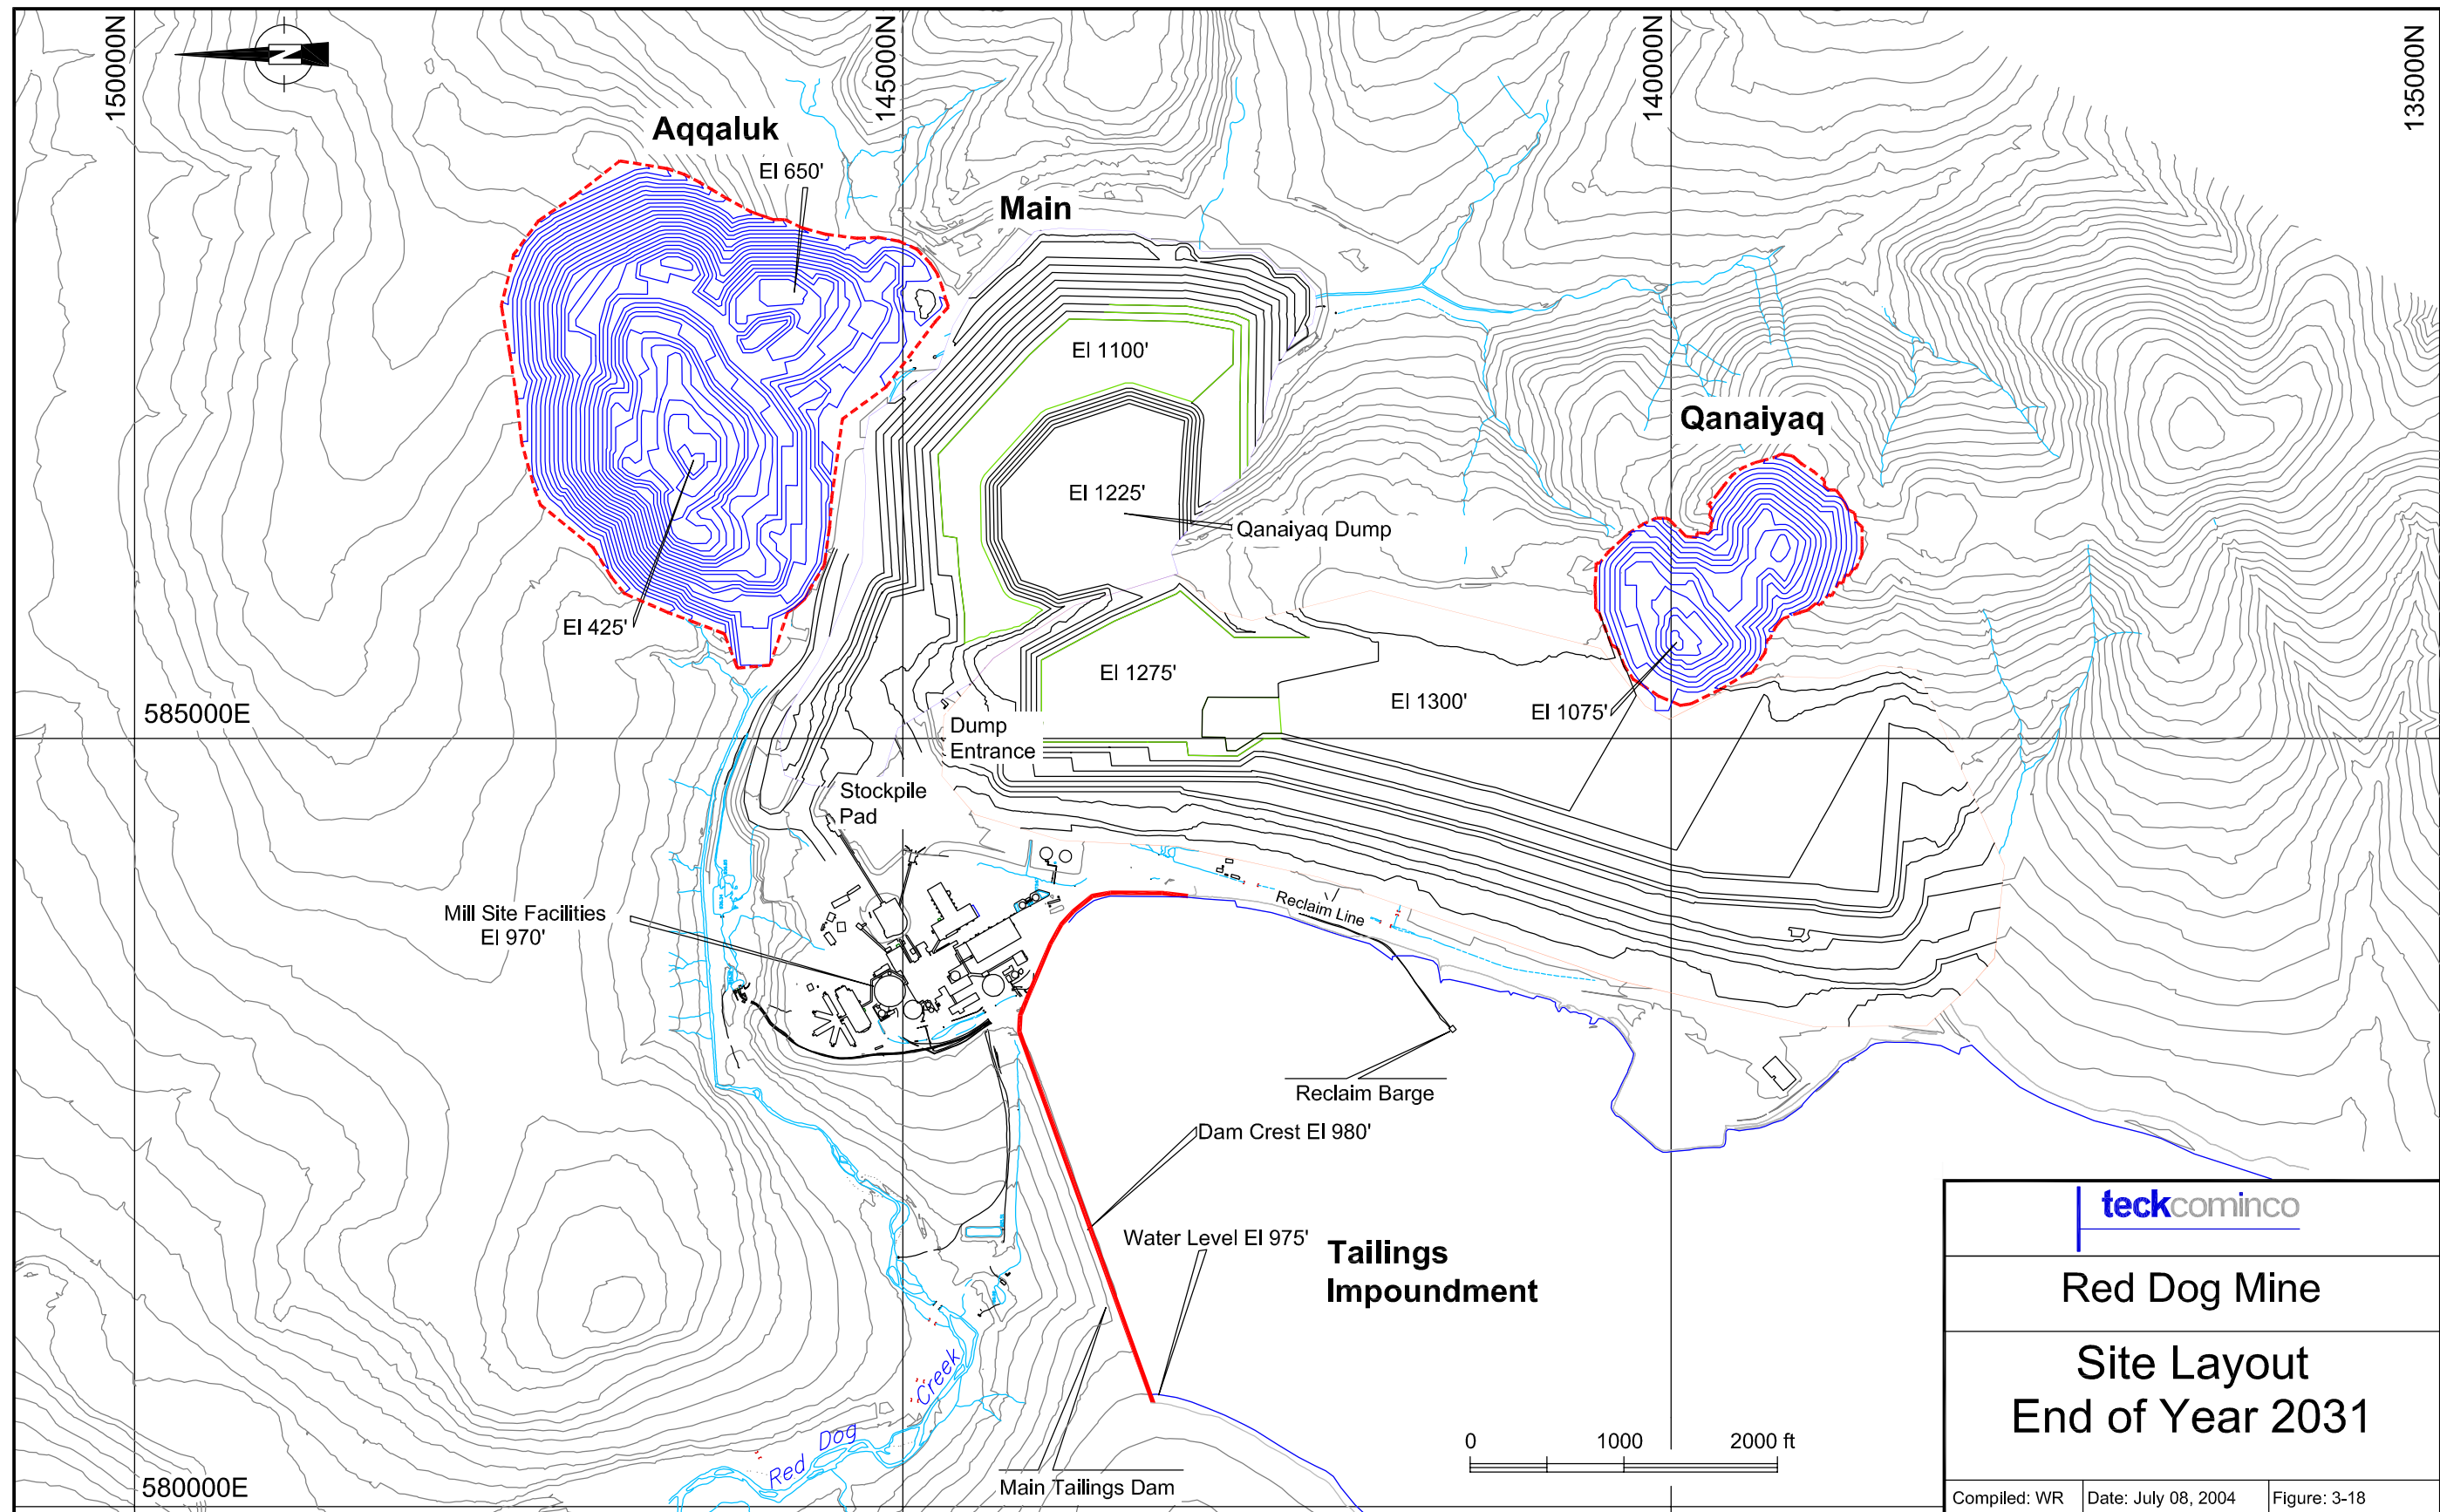 150000N
145000N
140000N
135000N
N
Aqqaluk
El 650'
Main
El 1100'
Qanaiyaq
El 1225'
Qanaiyaq Dump
El 425'
El 1275'
El 1300'
El 1075'
585000E
Dump
Entrance
Stockpile
Pad
Mill Site Facilities
El 970'
Reclaim Line
Reclaim Barge
Dam Crest El 980'
Water Level El 975'
Tailings
Impoundment
Red Dog Creek
Main Tailings Dam
580000E
0 1000 2000 ft
teckcominco
Red Dog Mine
Site Layout
End of Year 2031
Compiled: WR
Date: July 08, 2004
Figure: 3-18